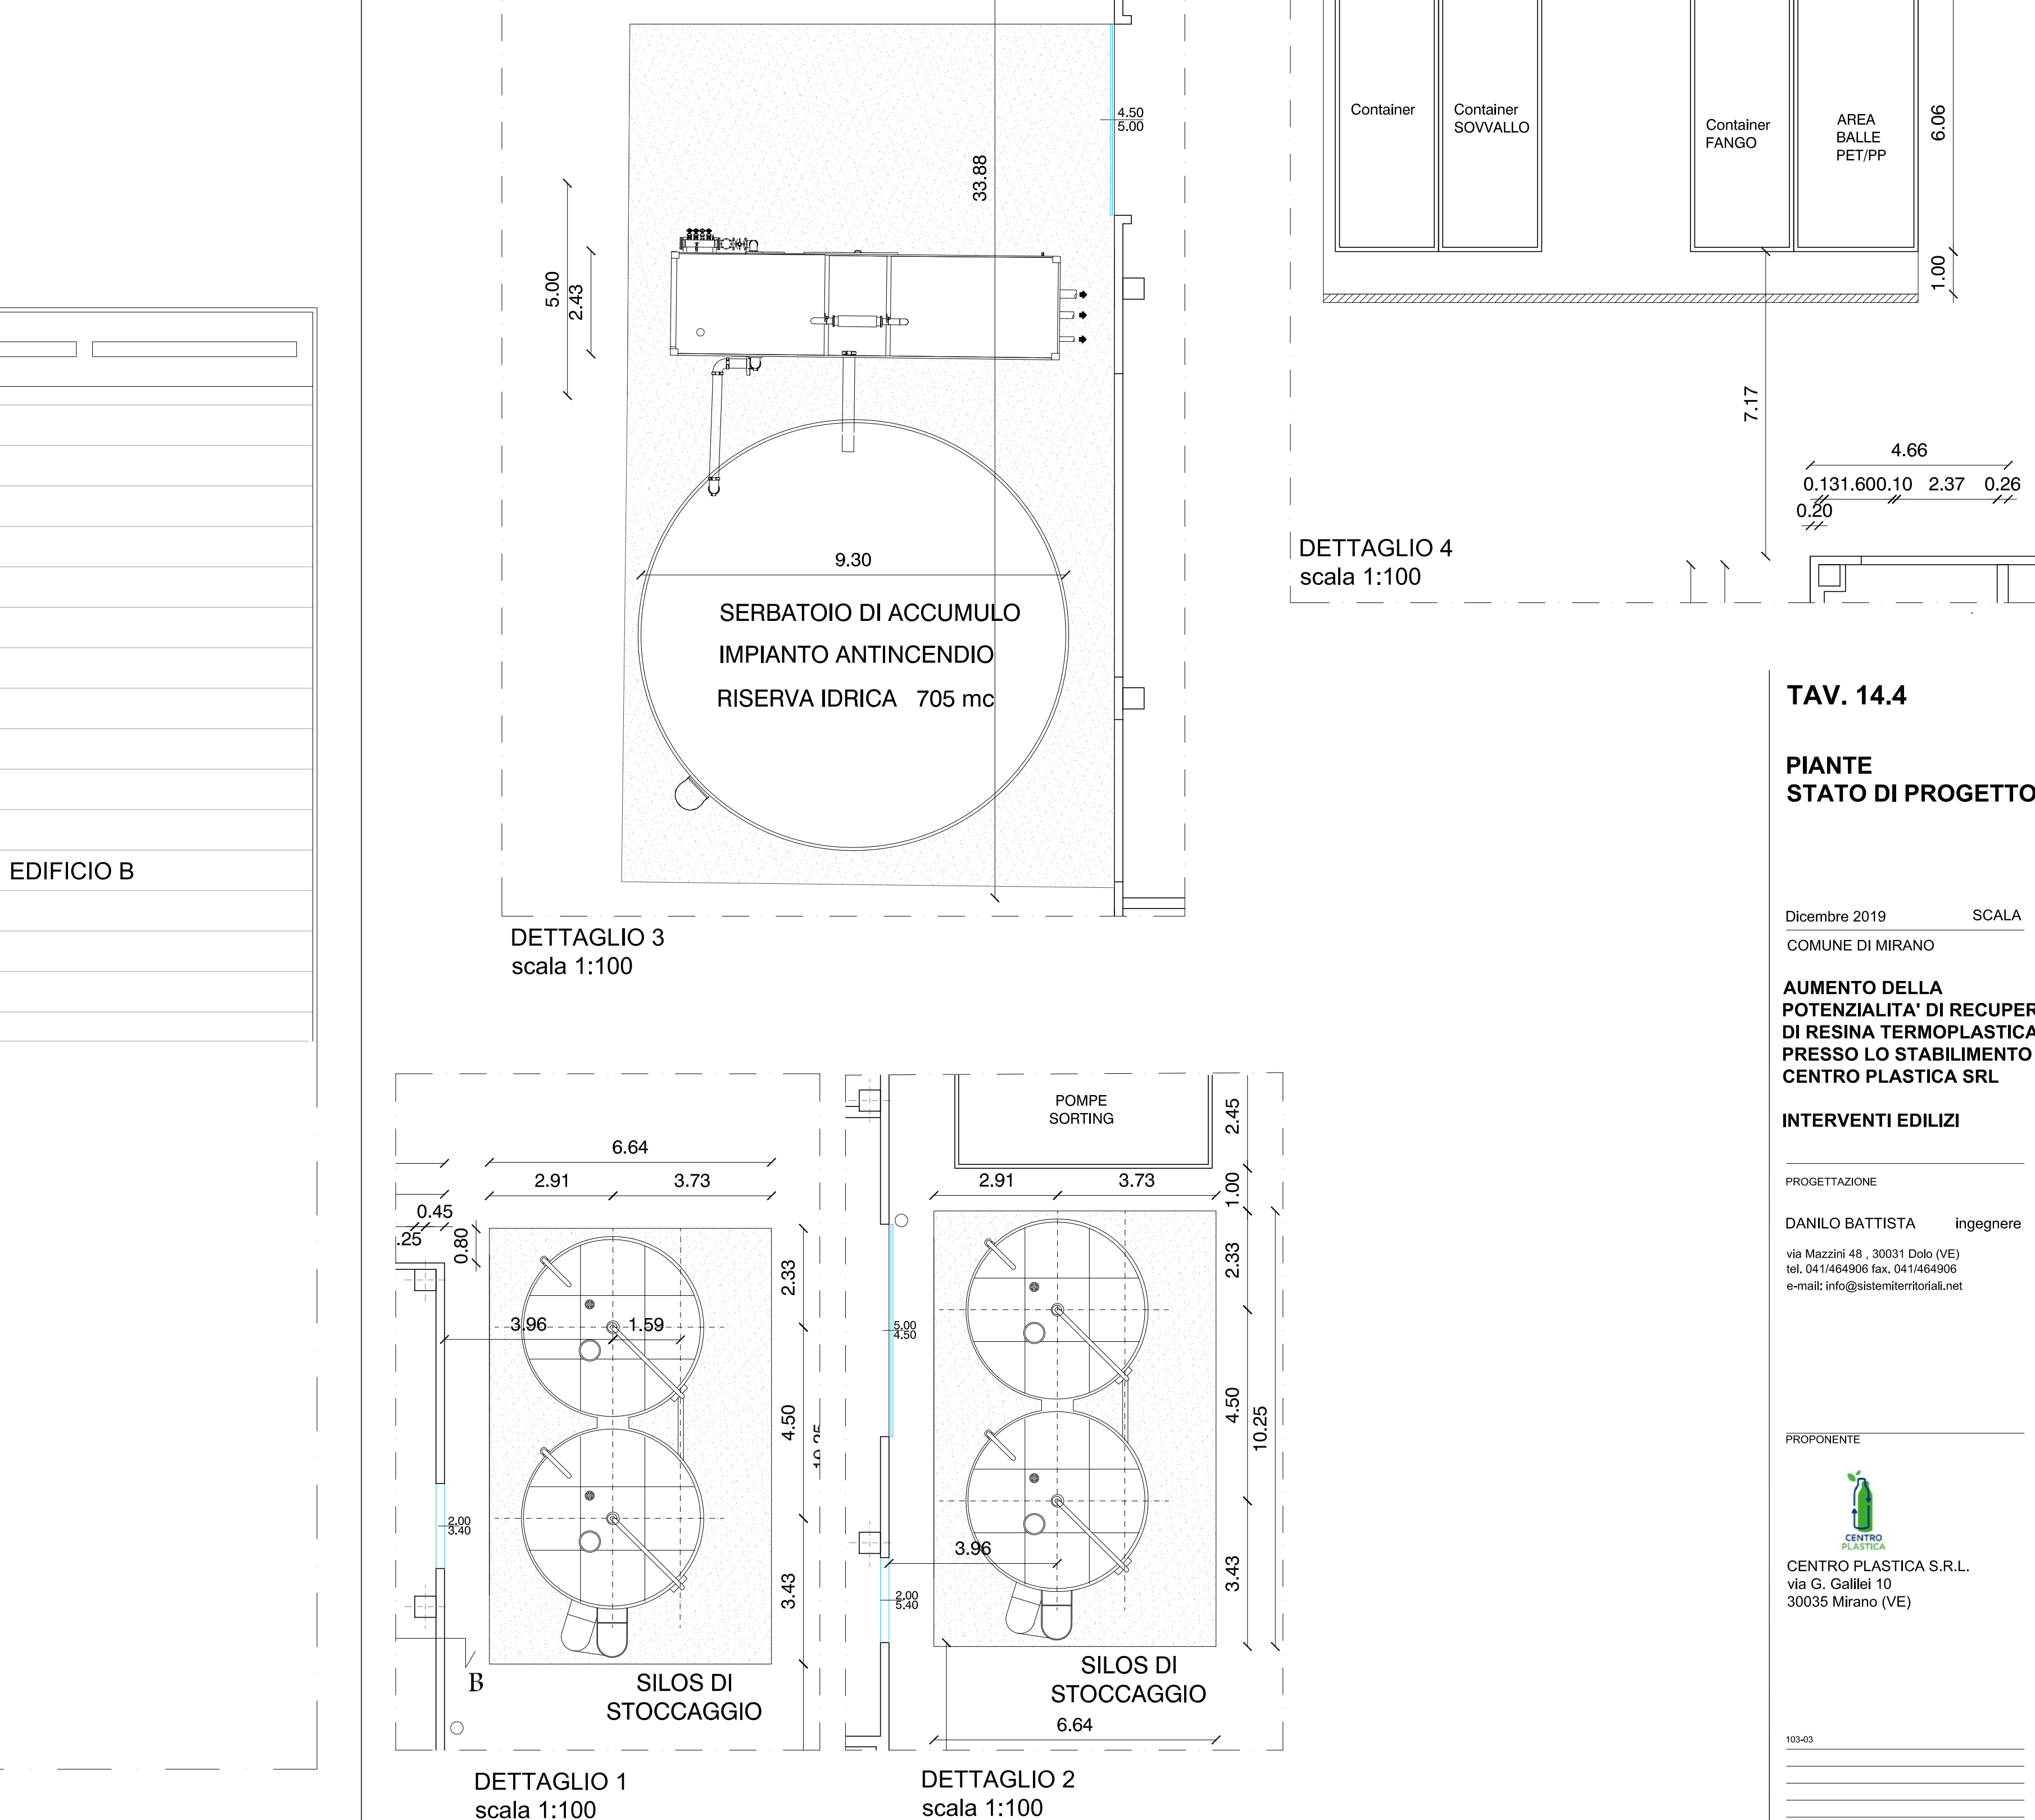 EDIFICIO B
4.50
5.00
33.88
5.00
2.43
9.30
SERBATOIO DI ACCUMULO
IMPIANTO ANTINCENDIO
RISERVA IDRICA 705 mc
DETTAGLIO 3
scala 1:100
Container
Container
SOVVALLO
Container
FANGO
AREA
BALLE
PET/PP
6.06
1.00
7.17
4.66
0.131.600.10 2.37 0.26
0.20
DETTAGLIO 4
scala 1:100
6.64
2.91 3.73
0.45
.25
0.80
2.33
3.96 1.59
4.50
2.00
3.40
3.43
B
SILOS DI
STOCCAGGIO
DETTAGLIO 1
scala 1:100
POMPE
SORTING
2.45
2.91 3.73
1.00
2.33
5.00
4.50
4.50
10.25
3.96
2.00
5.40
3.43
SILOS DI
STOCCAGGIO
6.64
DETTAGLIO 2
scala 1:100
TAV. 14.4
PIANTE
STATO DI PROGETTO
Dicembre 2019 SCALA
COMUNE DI MIRANO
AUMENTO DELLA
POTENZIALITA' DI RECUPER
DI RESINA TERMOPLASTICA
PRESSO LO STABILIMENTO
CENTRO PLASTICA SRL
INTERVENTI EDILIZI
PROGETTAZIONE
DANILO BATTISTA ingegnere
via Mazzini 48 , 30031 Dolo (VE)
tel. 041/464906 fax. 041/464906
e-mail: info@sistemiterritoriali.net
PROPONENTE
CENTRO
PLASTICA
CENTRO PLASTICA S.R.L.
via G. Galilei 10
30035 Mirano (VE)
103-03